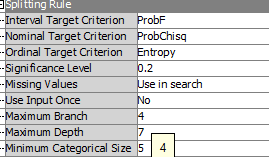 Splitting Rule
Interval Target Criterion ProbF
Nominal Target Criterion ProbChisq
Ordinal Target Criterion Entropy
Significance Level 0.2
Missing Values Use in search
Use Input Once No
Maximum Branch 4
Maximum Depth 7
Minimum Categorical Size 5 4